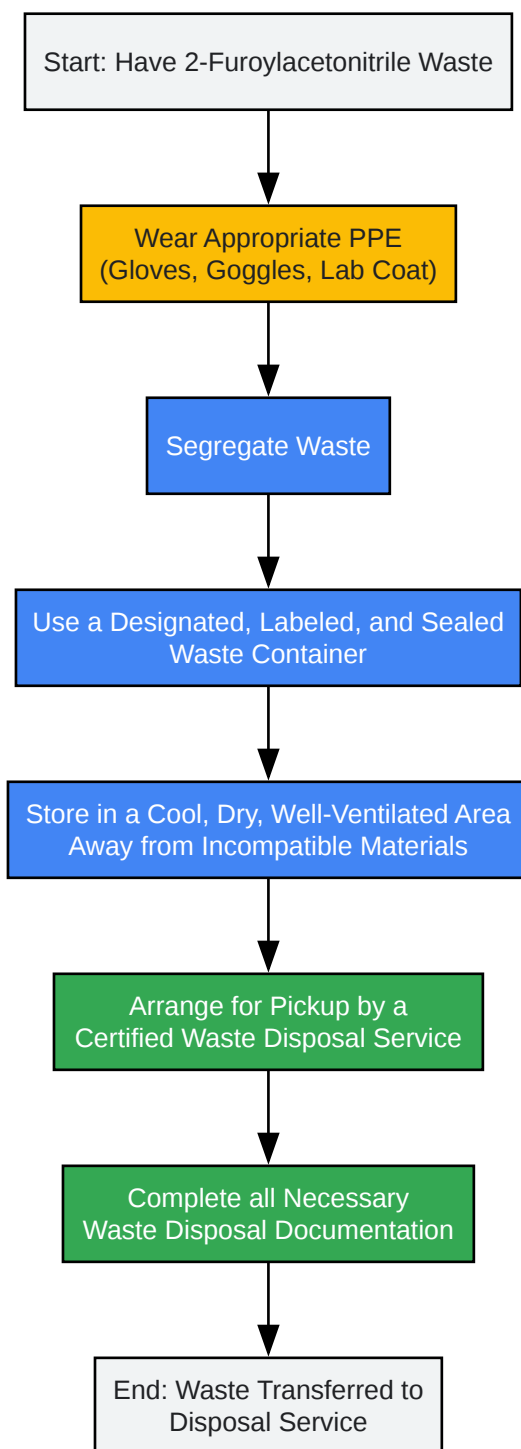 Start: Have 2-Furoylacetonitrile Waste
Wear Appropriate PPE
(Gloves, Goggles, Lab Coat)
Segregate Waste
Use a Designated, Labeled, and Sealed
Waste Container
Store in a Cool, Dry, Well-Ventilated Area
Away from Incompatible Materials
Arrange for Pickup by a
Certified Waste Disposal Service
Complete all Necessary
Waste Disposal Documentation
End: Waste Transferred to
Disposal Service